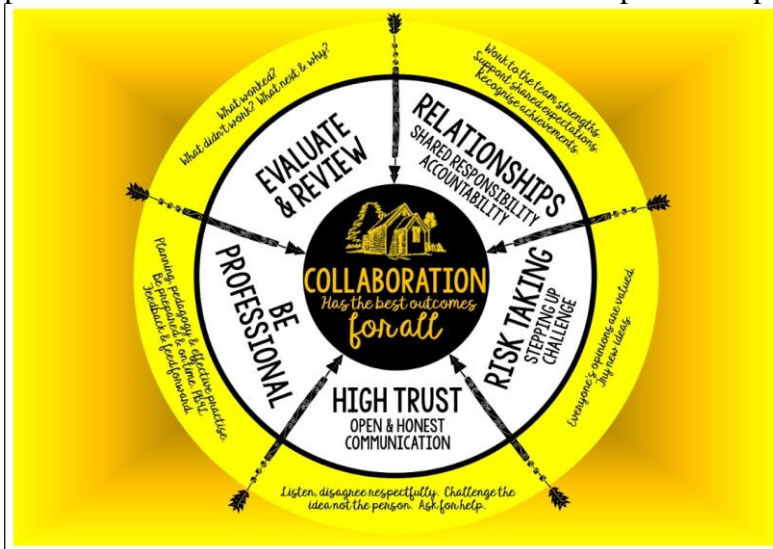 COLLABORATION
Has the best outcomes
for all
RELATIONSHIPS
SHARED RESPONSIBILITY
ACCOUNTABILITY
Work to the team strengths.
Support shared expectations.
Recognise achievements.
RISK TAKING
STEPPING UP
CHALLENGE
Everyone's opinions are valued.
Try new ideas.
HIGH TRUST
OPEN & HONEST
COMMUNICATION
Listen, disagree respectfully. Challenge the
idea not the person. Ask for help.
BE
PROFESSIONAL
Planning, pedagogy & effective practise.
Be prepared & on time. PB4L
Feedback & feedforward.
EVALUATE
& REVIEW
What worked?
What didn't work? What next & why?